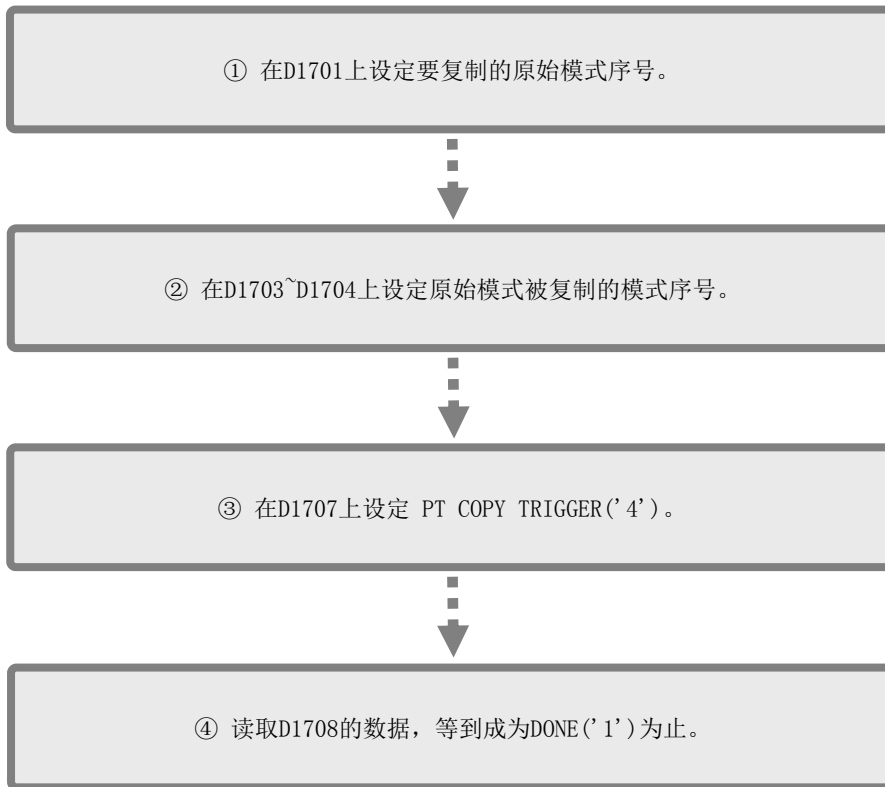 ① 在D1701上设定要复制的原始模式序号。
② 在D1703~D1704上设定原始模式被复制的模式序号。
③ 在D1707上设定 PT COPY TRIGGER('4')。
④ 读取D1708的数据，等到成为DONE('1')为止。